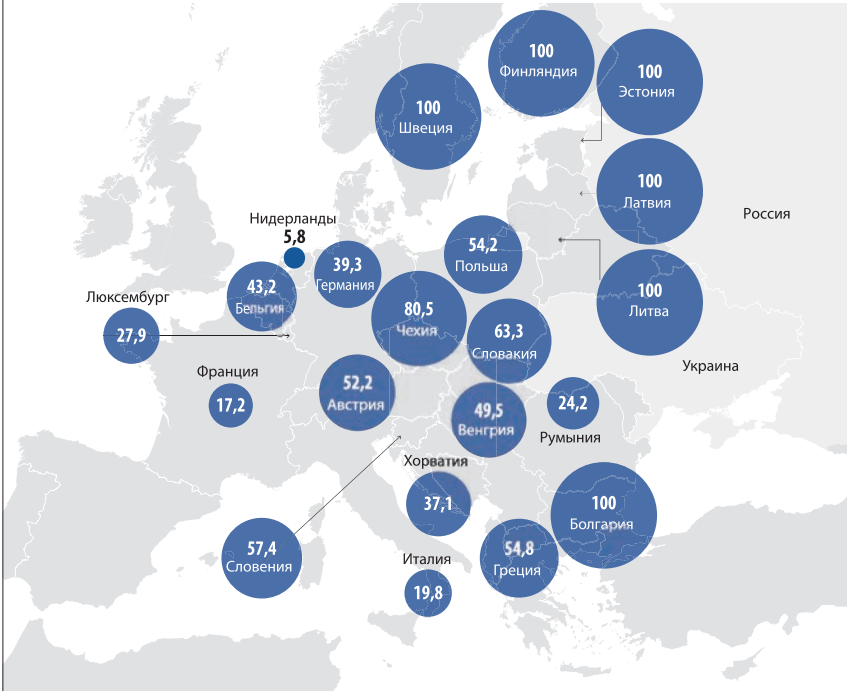 100
Финляндия
100
Эстония
100
Швеция
100
Латвия
Россия
Нидерланды
5,8
54,2
Польша
39,3
Германия
43,2
Бельгия
Люксембург
27,9
80,5
Чехия
100
Литва
63,3
Словакия
Украина
Франция
17,2
52,2
Австрия
49,5
Венгрия
24,2
Румыния
Хорватия
37,1
100
Болгария
57,4
Словения
54,8
Греция
Италия
19,8